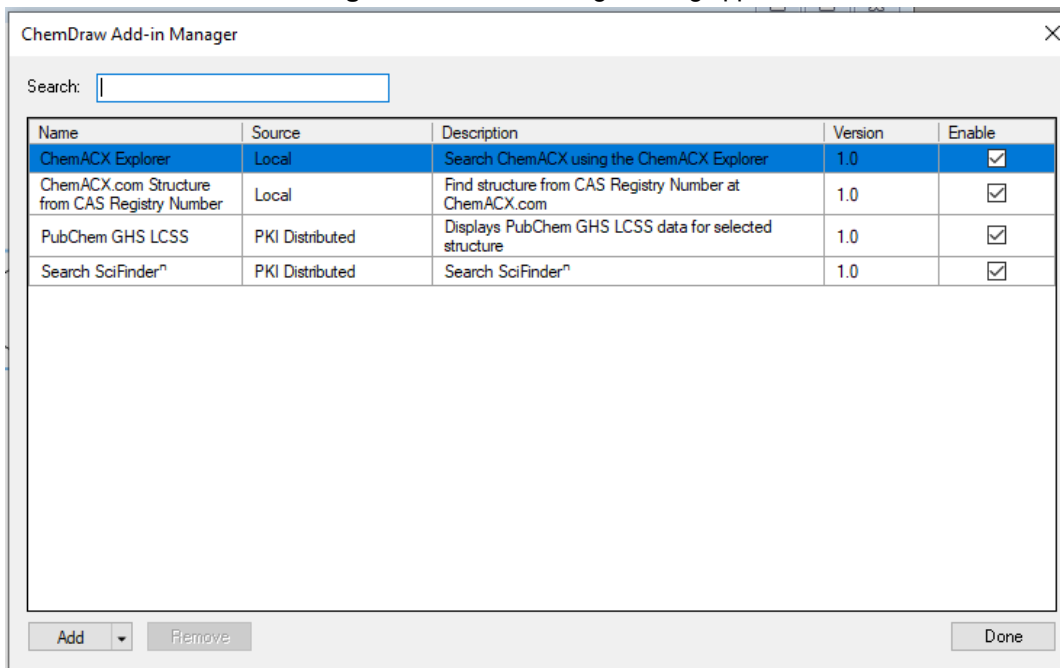 ChemDraw Add-in Manager
Search:
Name Source Description Version Enable
ChemACX Explorer Local Search ChemACX using the ChemACX Explorer 1.0
ChemACX.com Structure
from CAS Registry Number Local Find structure from CAS Registry Number at
ChemACX.com 1.0
PubChem GHS LCSS PKI Distributed Displays PubChem GHS LCSS data for selected
structure 1.0
Search SciFinderⁿ PKI Distributed Search SciFinderⁿ 1.0
Add Remove Done